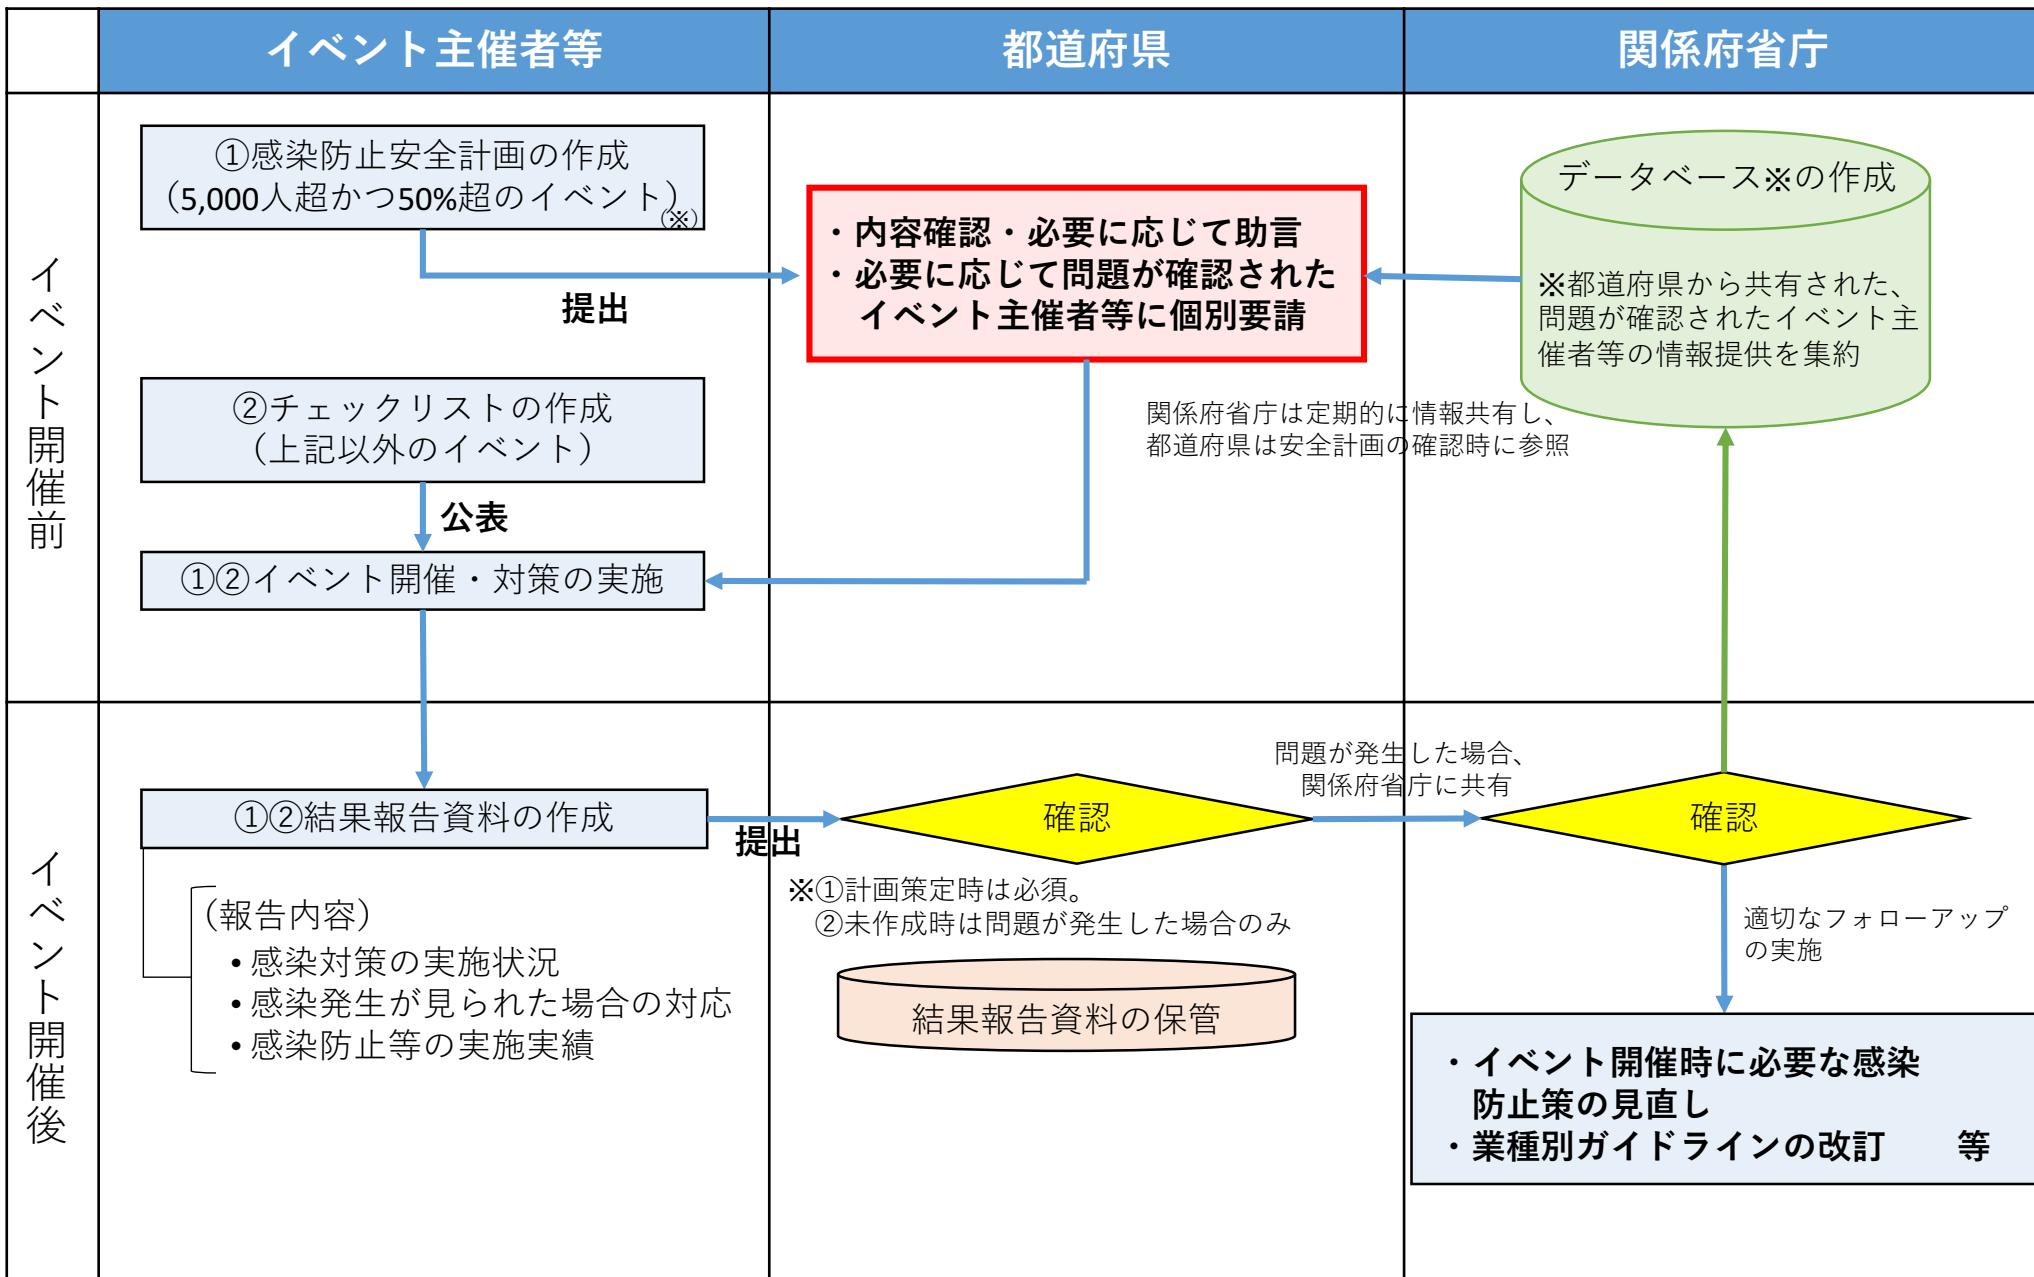 イベント主催者等
都道府県
関係府省庁
イベント開催前
①感染防止安全計画の作成
（5,000人超かつ50%超のイベント）
（※）
提出
②チェックリストの作成
（上記以外のイベント）
公表
①②イベント開催・対策の実施
・内容確認・必要に応じて助言
・必要に応じて問題が確認された
イベント主催者等に個別要請
データベース※の作成
※都道府県から共有された、
問題が確認されたイベント主
催者等の情報提供を集約
関係府省庁は定期的に情報共有し、
都道府県は安全計画の確認時に参照
イベント開催後
①②結果報告資料の作成
提出
（報告内容）
•感染対策の実施状況
•感染発生が見られた場合の対応
•感染防止等の実施実績
確認
※①計画策定時は必須。
②未作成時は問題が発生した場合のみ
結果報告資料の保管
問題が発生した場合、
関係府省庁に共有
確認
適切なフォローアップ
の実施
・イベント開催時に必要な感染
防止策の見直し
・業種別ガイドラインの改訂　　等